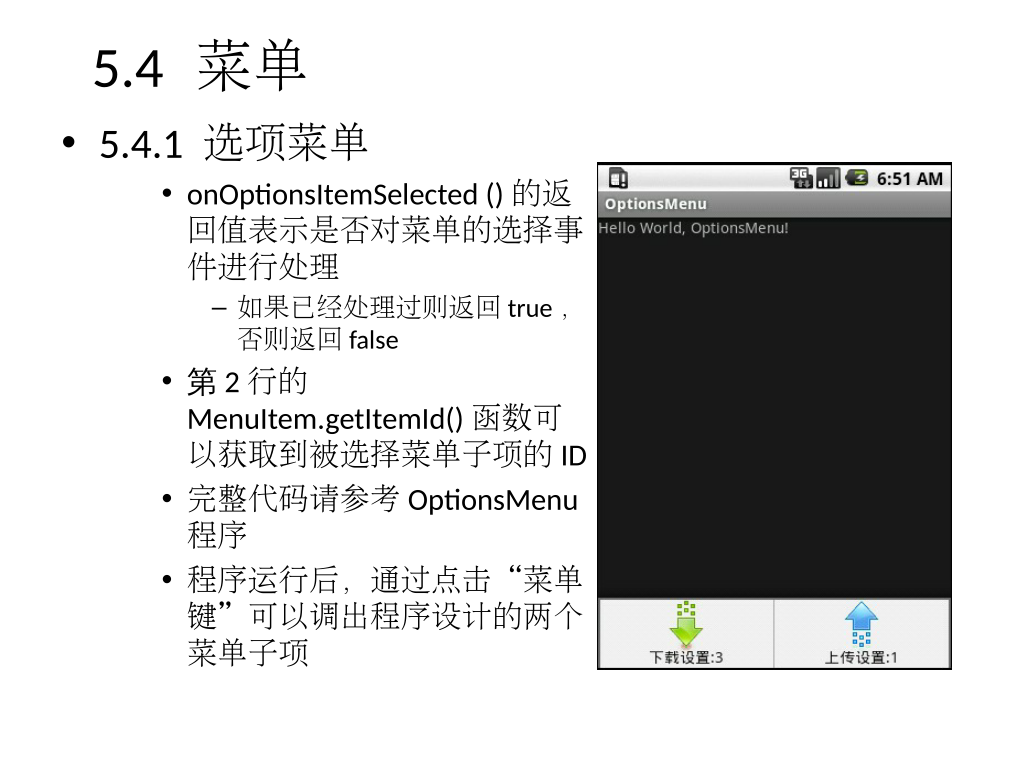 5.4 菜单
• 5.4.1 选项菜单
• onOptionsItemSelected () 的返
回值表示是否对菜单的选择事
件进行处理
– 如果已经处理过则返回 true ，
否则返回 false
• 第 2 行的
MenuItem.getItemId() 函数可
以获取到被选择菜单子项的 ID
• 完整代码请参考 OptionsMenu
程序
• 程序运行后，通过点击“菜单
键”可以调出程序设计的两个
菜单子项
3G 6:51 AM
OptionsMenu
Hello World, OptionsMenu!
下载设置:3 上传设置:1